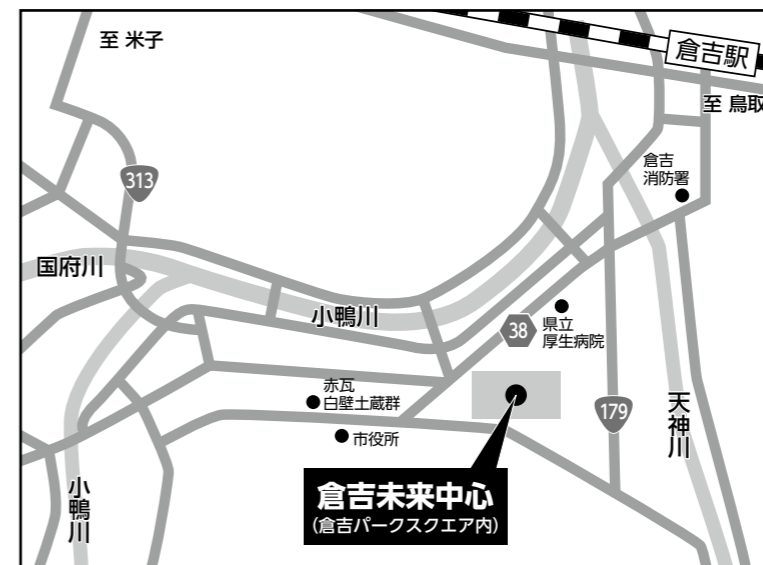 至 米子
倉吉駅
至 鳥取
倉吉
消防署
313
国府川
小鴨川
38
県立
厚生病院
赤瓦
白壁土蔵群
市役所
179
天神川
小鴨川
倉吉未来中心
(倉吉パークスクエア内)